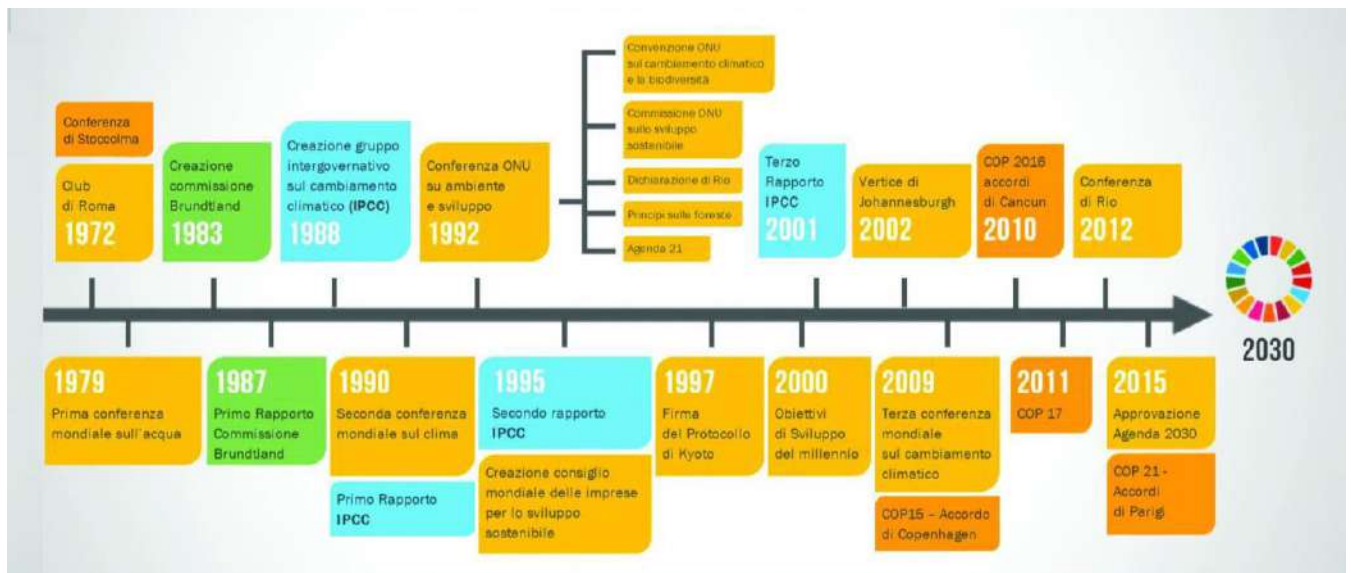 Conferenza
di Stoccolma
Club
di Roma
1972
Creazione
commissione
Brundtland
1983
Creazione gruppo
intergovernativo
sul cambiamento
climatico (IPCC)
1988
Conferenza ONU
su ambiente
e sviluppo
1992
Convenzione ONU
sul cambiamento climatico
e la biodiversità
Commissione ONU
sullo sviluppo
sostenibile
Dichiarazione di Rio
Principi sulle foreste
Agenda 21
Terzo
Rapporto
IPCC
2001
Vertice di
Johannesburgh
2002
COP 2016
accordi
di Cancun
2010
Conferenza
di Rio
2012
2030
1979
Prima conferenza
mondiale sull'acqua
1987
Primo Rapporto
Commissione
Brundtland
1990
Seconda conferenza
mondiale sul clima
Primo Rapporto
IPCC
1995
Secondo rapporto
IPCC
Creazione consiglio
mondiale delle imprese
per lo sviluppo
sostenibile
1997
Firma
del Protocollo
di Kyoto
2000
Obiettivi
di Sviluppo
del millennio
2009
Terza conferenza
mondiale
sul cambiamento
climatico
COP15 – Accordo
di Copenhagen
2011
COP 17
2015
Approvazione
Agenda 2030
COP 21 -
Accordi
di Parigi